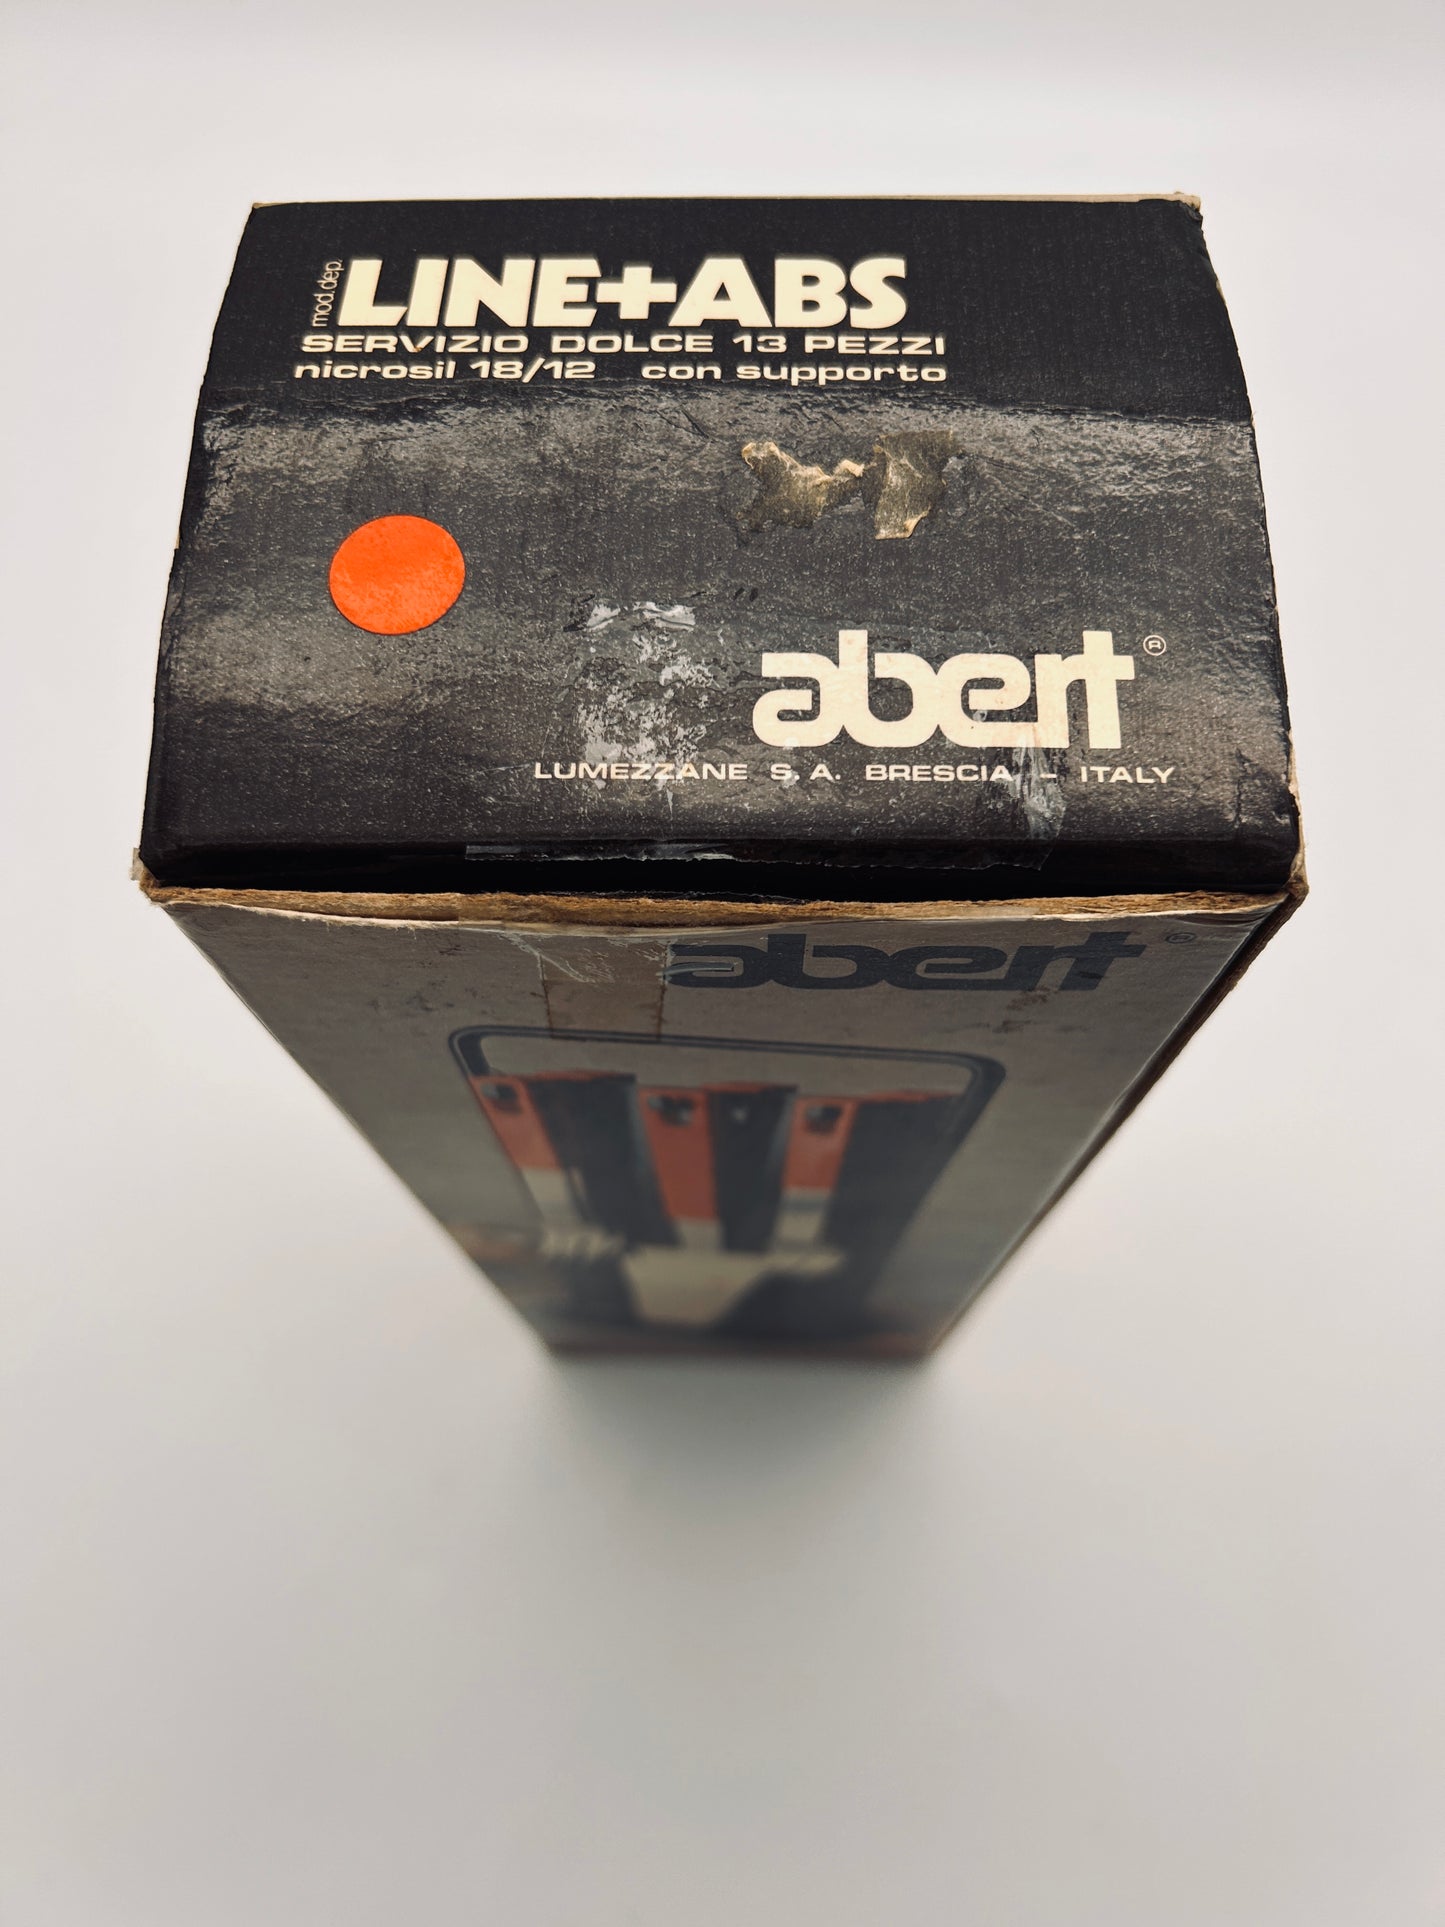 mod.dep.
LINE+ABS
SERVIZIO DOLCE 13 PEZZI
nicrosil 18/12 con supporto
abert ®
LUMEZZANE S.A. BRESCIA - ITALY
abert ®